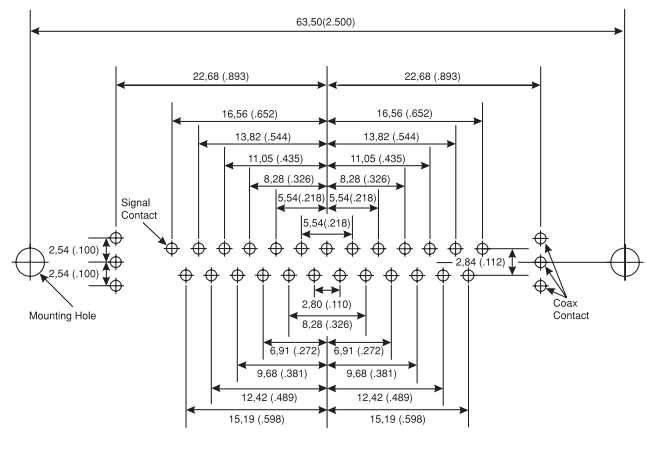 63,50(2.500)
22,68 (.893) 22,68 (.893)
16,56 (.652) 16,56 (.652)
13,82 (.544) 13,82 (.544)
11,05 (.435) 11,05 (.435)
8,28 (.326) 8,28 (.326)
5,54(.218) 5,54(.218)
Signal
Contact
5,54(.218)
2,54 (.100)
2,84 (.112)
2,54 (.100)
Mounting Hole
Coax
Contact
2,80 (.110)
8,28 (.326)
6,91 (.272) 6,91 (.272)
9,68 (.381) 9,68 (.381)
12,42 (.489) 12,42 (.489)
15,19 (.598) 15,19 (.598)